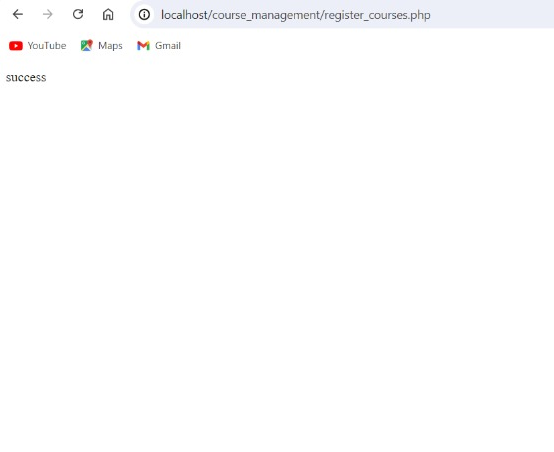 localhost/course_management/register_courses.php
YouTube Maps Gmail
success